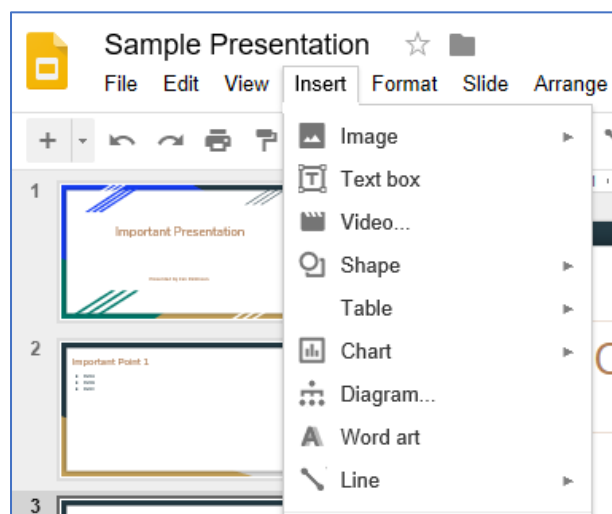 Sample Presentation
File Edit View Insert Format Slide Arrange
1
Important Presentation
Image
Text box
Video...
Shape
Table
2
Important Point 1
Chart
Diagram...
Word art
Line
3